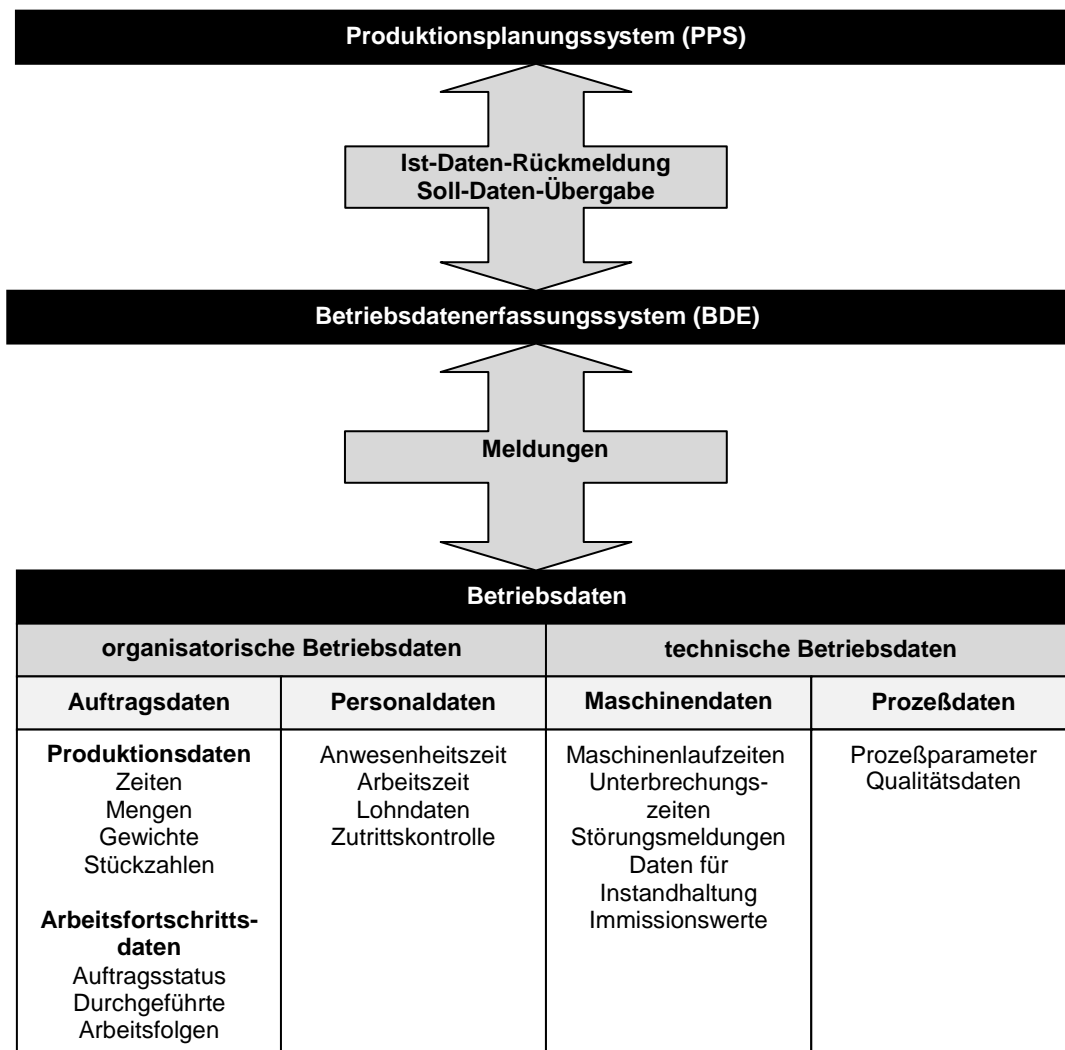 Produktionsplanungssystem (PPS)
Ist-Daten-Rückmeldung
Soll-Daten-Übergabe
Betriebsdatenerfassungssystem (BDE)
Meldungen
Betriebsdaten
organisatorische Betriebsdaten
technische Betriebsdaten
Auftragsdaten
Personaldaten
Maschinendaten
Prozeßdaten
Produktionsdaten
Zeiten
Mengen
Gewichte
Stückzahlen
Arbeitsfortschritts-
daten
Auftragsstatus
Durchgeführte
Arbeitsfolgen
Anwesenheitszeit
Arbeitszeit
Lohndaten
Zutrittskontrolle
Maschinenlaufzeiten
Unterbrechungs-
zeiten
Störungsmeldungen
Daten für
Instandhaltung
Immissionswerte
Prozeßparameter
Qualitätsdaten